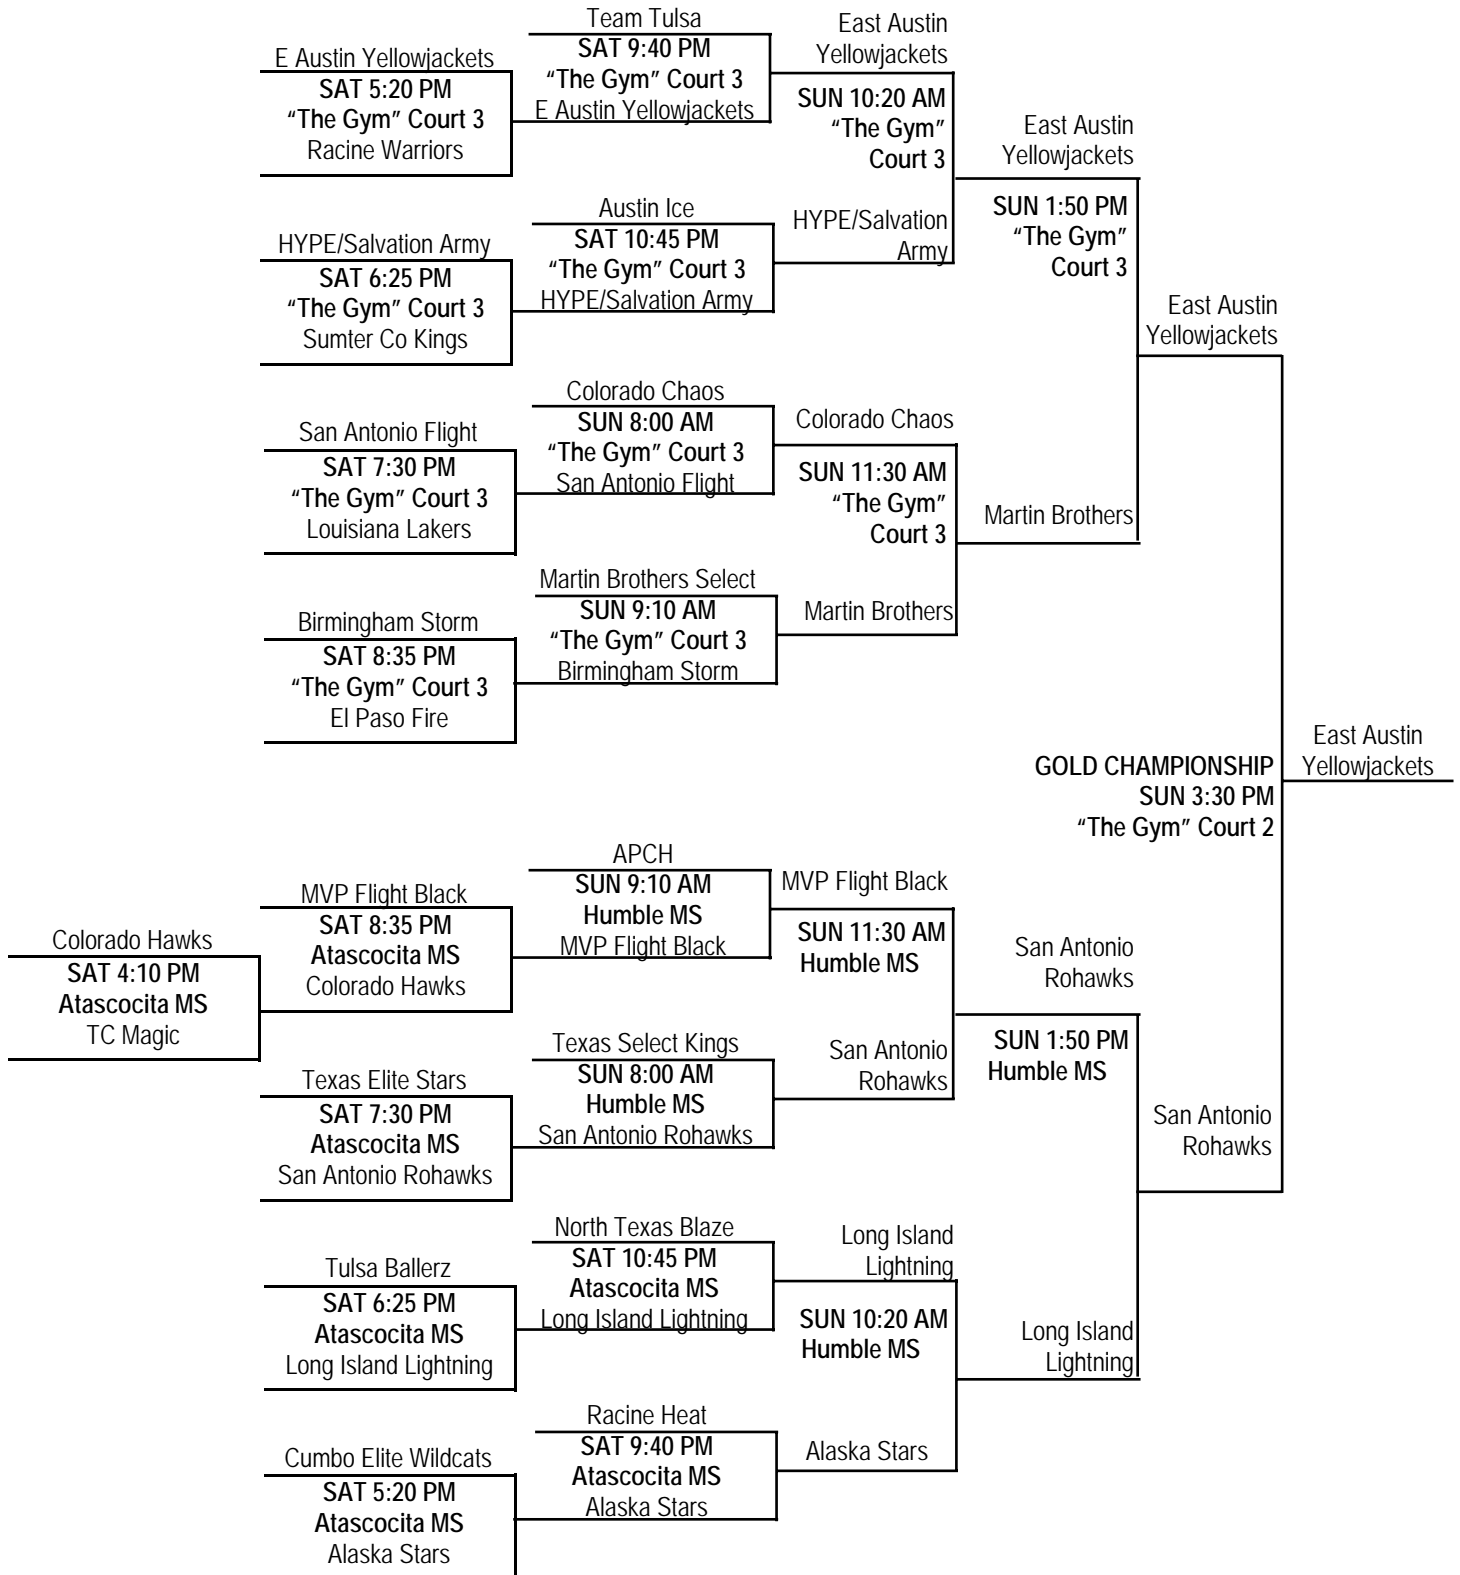 Team Tulsa
SAT 9:40 PM
“The Gym” Court 3
E Austin Yellowjackets
East Austin
Yellowjackets
E Austin Yellowjackets
SAT 5:20 PM
“The Gym” Court 3
Racine Warriors
SUN 10:20 AM
“The Gym”
Court 3
East Austin
Yellowjackets
Austin Ice
SAT 10:45 PM
“The Gym” Court 3
HYPE/Salvation Army
HYPE/Salvation
Army
SUN 1:50 PM
“The Gym”
Court 3
HYPE/Salvation Army
SAT 6:25 PM
“The Gym” Court 3
Sumter Co Kings
East Austin
Yellowjackets
Colorado Chaos
SUN 8:00 AM
“The Gym” Court 3
San Antonio Flight
Colorado Chaos
San Antonio Flight
SAT 7:30 PM
“The Gym” Court 3
Louisiana Lakers
SUN 11:30 AM
“The Gym”
Court 3
Martin Brothers
Martin Brothers Select
SUN 9:10 AM
“The Gym” Court 3
Birmingham Storm
Martin Brothers
Birmingham Storm
SAT 8:35 PM
“The Gym” Court 3
El Paso Fire
East Austin
Yellowjackets
GOLD CHAMPIONSHIP
SUN 3:30 PM
“The Gym” Court 2
APCH
SUN 9:10 AM
Humble MS
MVP Flight Black
MVP Flight Black
MVP Flight Black
SAT 8:35 PM
Atascocita MS
Colorado Hawks
SUN 11:30 AM
Humble MS
Colorado Hawks
SAT 4:10 PM
Atascocita MS
TC Magic
San Antonio
Rohawks
Texas Select Kings
SUN 8:00 AM
Humble MS
San Antonio Rohawks
San Antonio
Rohawks
SUN 1:50 PM
Humble MS
Texas Elite Stars
SAT 7:30 PM
Atascocita MS
San Antonio Rohawks
San Antonio
Rohawks
North Texas Blaze
SAT 10:45 PM
Atascocita MS
Long Island Lightning
Long Island
Lightning
Tulsa Ballerz
SAT 6:25 PM
Atascocita MS
Long Island Lightning
SUN 10:20 AM
Humble MS
Long Island
Lightning
Racine Heat
SAT 9:40 PM
Atascocita MS
Alaska Stars
Alaska Stars
Cumbo Elite Wildcats
SAT 5:20 PM
Atascocita MS
Alaska Stars